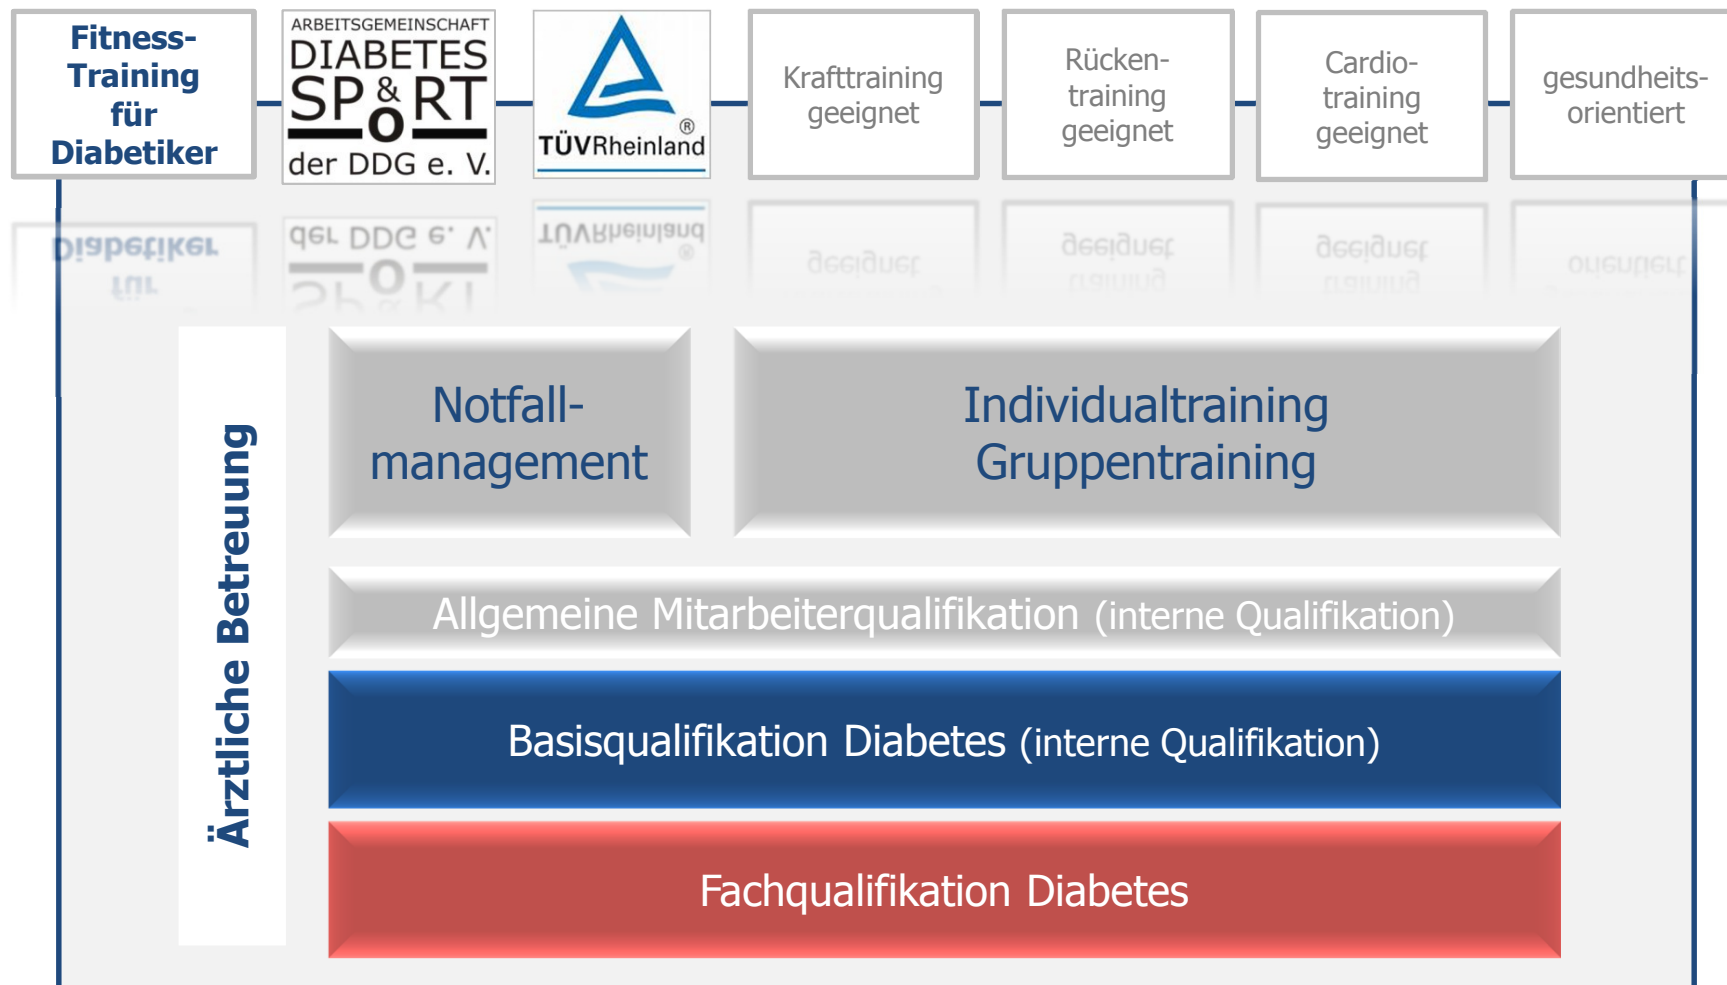 Fitness-
Training
für
Diabetiker
ARBEITSGEMEINSCHAFT
DIABETES
SP&ORT
der DDG e. V.
®
TÜVRheinland
Krafttraining
geeignet
Rücken-
training
geeignet
Cardio-
training
geeignet
gesundheits-
orientiert
Ärztliche Betreuung
Notfall-
management
Individualtraining
Gruppentraining
Allgemeine Mitarbeiterqualifikation (interne Qualifikation)
Basisqualifikation Diabetes (interne Qualifikation)
Fachqualifikation Diabetes